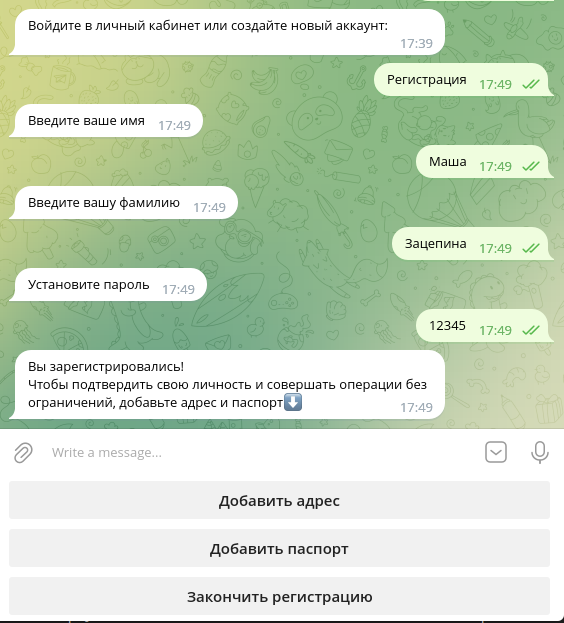 Войдите в личный кабинет или создайте новый аккаунт:
17:39
Регистрация 17:49
Введите ваше имя 17:49
Маша 17:49
Введите вашу фамилию 17:49
Зацепина 17:49
Установите пароль 17:49
12345 17:49
Вы зарегистрировались!
Чтобы подтвердить свою личность и совершать операции без
ограничений, добавьте адрес и паспорт⬇️
17:49
Write a message...
Добавить адрес
Добавить паспорт
Закончить регистрацию